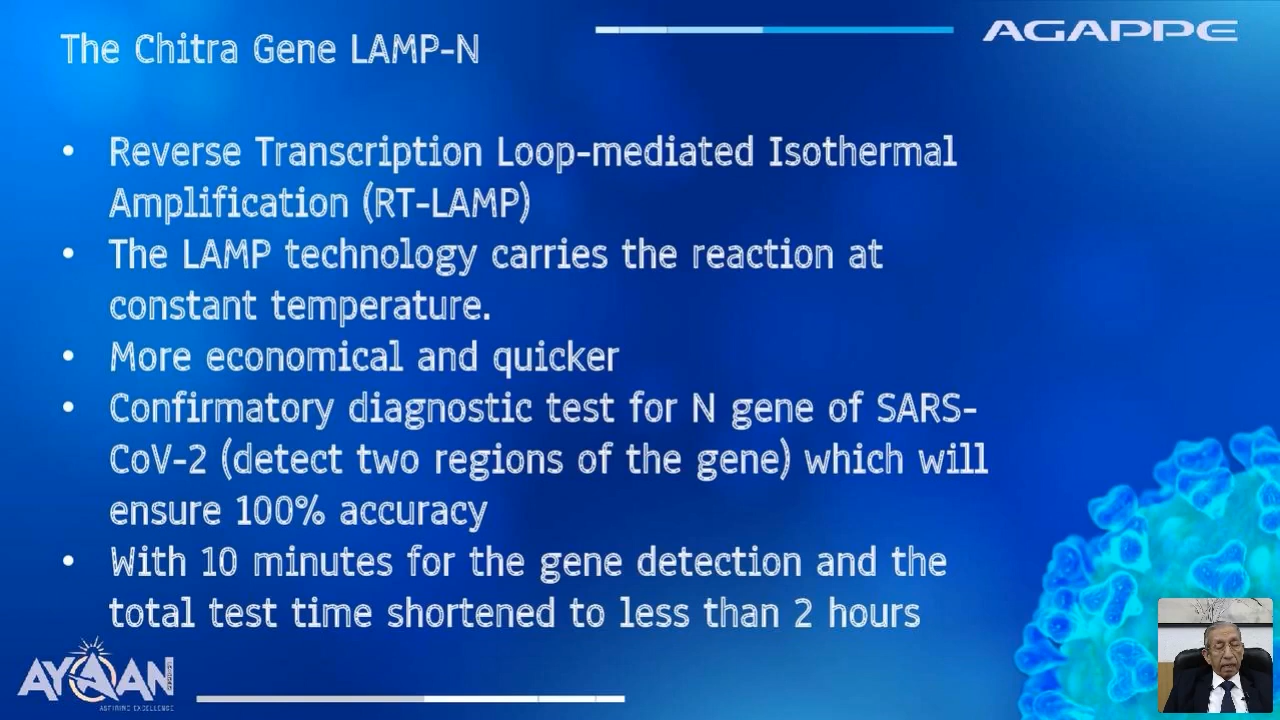 The Chitra Gene LAMP-N
AGAPPE
• Reverse Transcription Loop-mediated Isothermal
Amplification (RT-LAMP)
• The LAMP technology carries the reaction at
constant temperature.
• More economical and quicker
• Confirmatory diagnostic test for N gene of SARS-
CoV-2 (detect two regions of the gene) which will
ensure 100% accuracy
• With 10 minutes for the gene detection and the
total test time shortened to less than 2 hours
AYAAN
ASPIRING EXCELLENCE